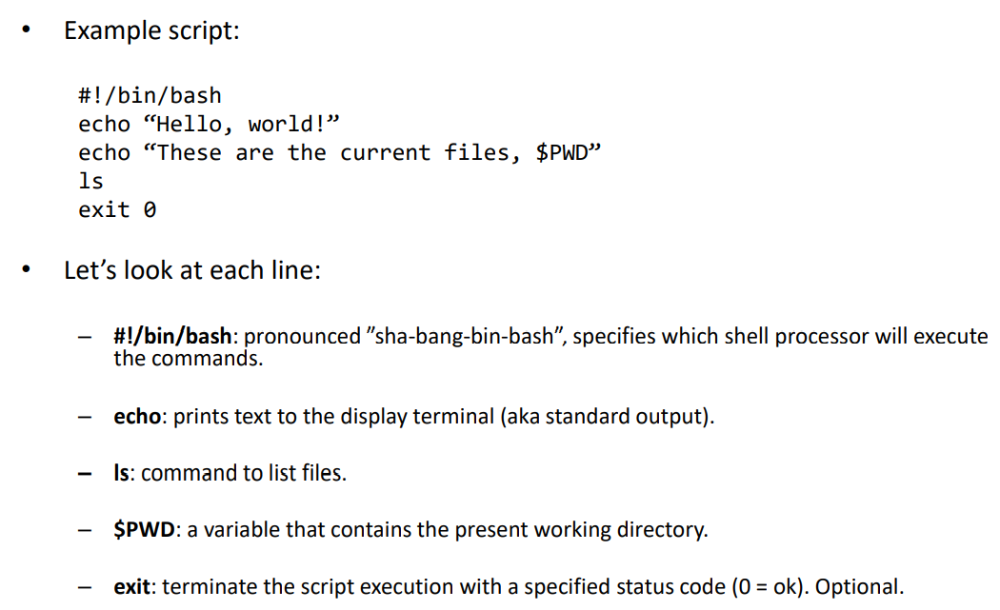 • Example script:
#!/bin/bash
echo “Hello, world!”
echo “These are the current files, $PWD”
ls
exit 0
• Let’s look at each line:
– #!/bin/bash: pronounced ”sha-bang-bin-bash”, specifies which shell processor will execute
the commands.
– echo: prints text to the display terminal (aka standard output).
– ls: command to list files.
– $PWD: a variable that contains the present working directory.
– exit: terminate the script execution with a specified status code (0 = ok). Optional.